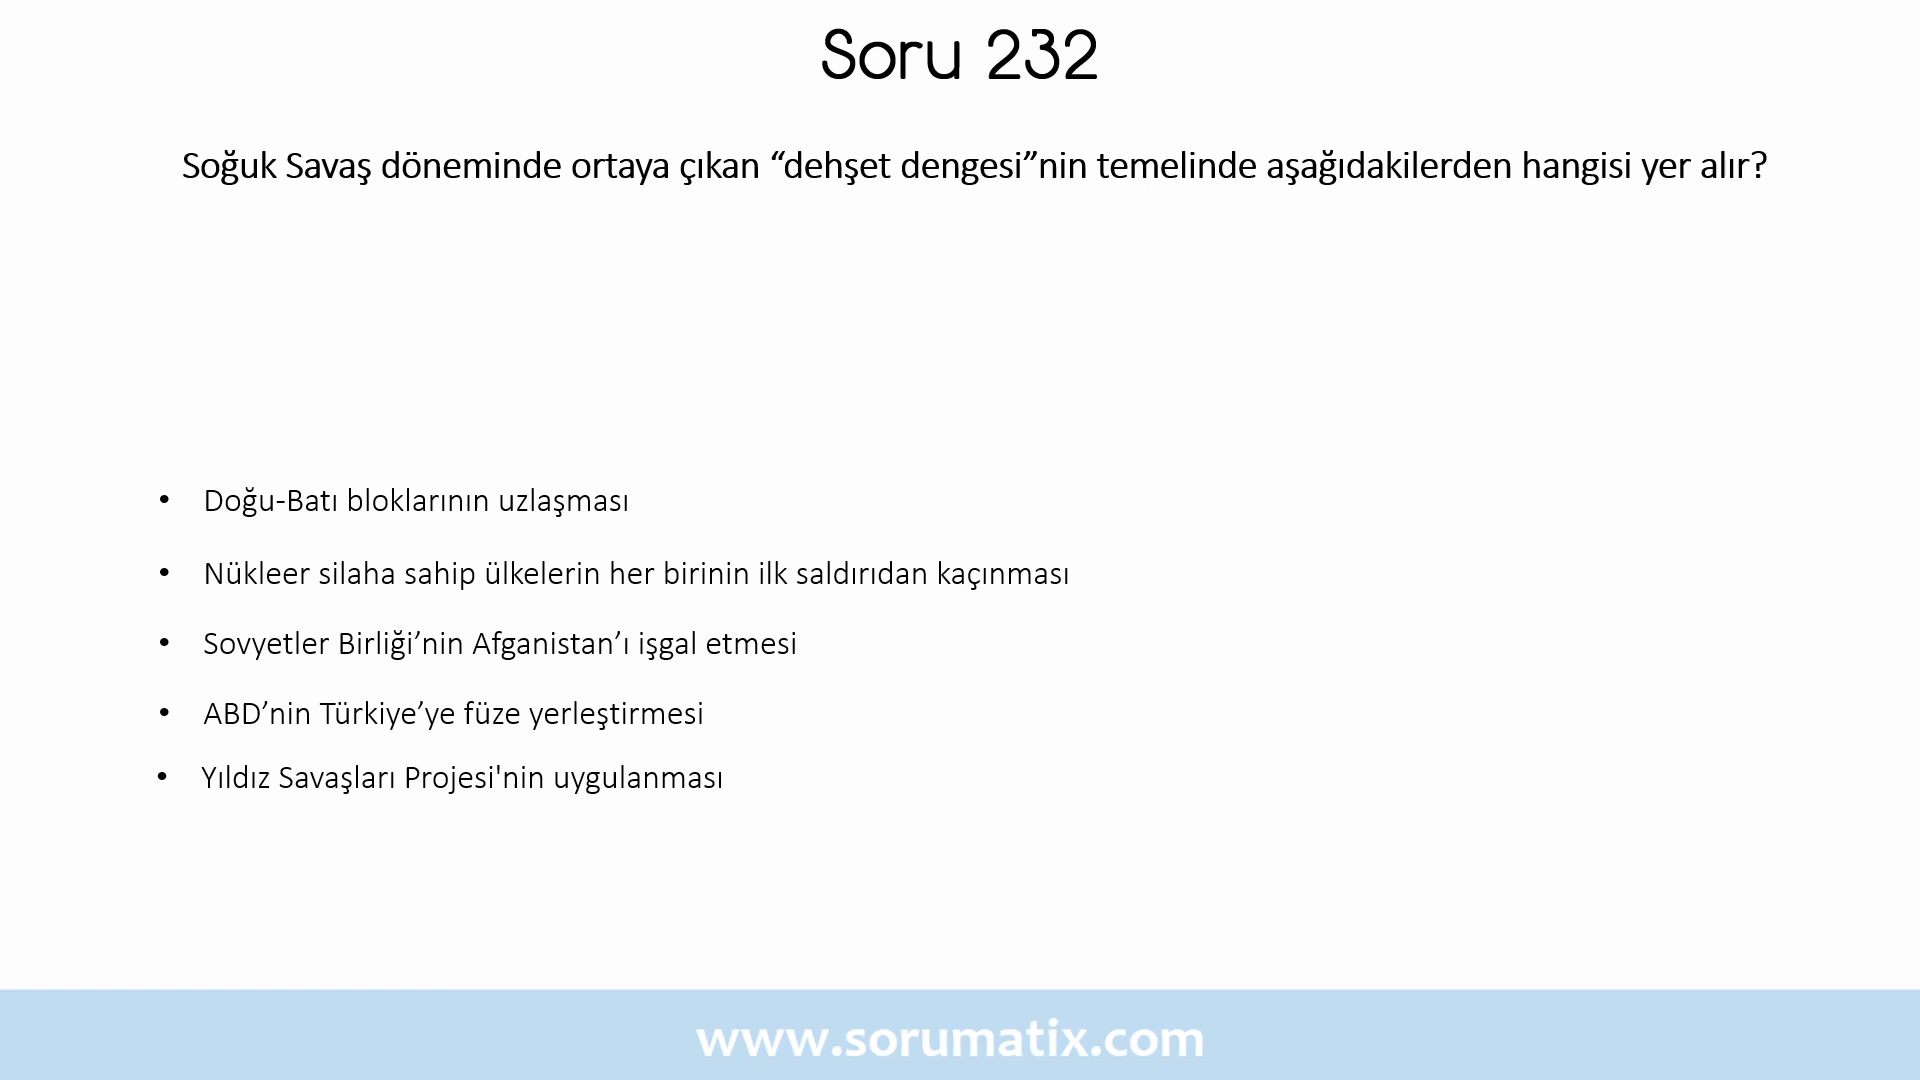 Soru 232
Soğuk Savaş döneminde ortaya çıkan “dehşet dengesi”nin temelinde aşağıdakilerden hangisi yer alır?
• Doğu-Batı bloklarının uzlaşması
• Nükleer silaha sahip ülkelerin her birinin ilk saldırıdan kaçınması
• Sovyetler Birliği’nin Afganistan’ı işgal etmesi
• ABD’nin Türkiye’ye füze yerleştirmesi
• Yıldız Savaşları Projesi'nin uygulanması
www.sorumatix.com